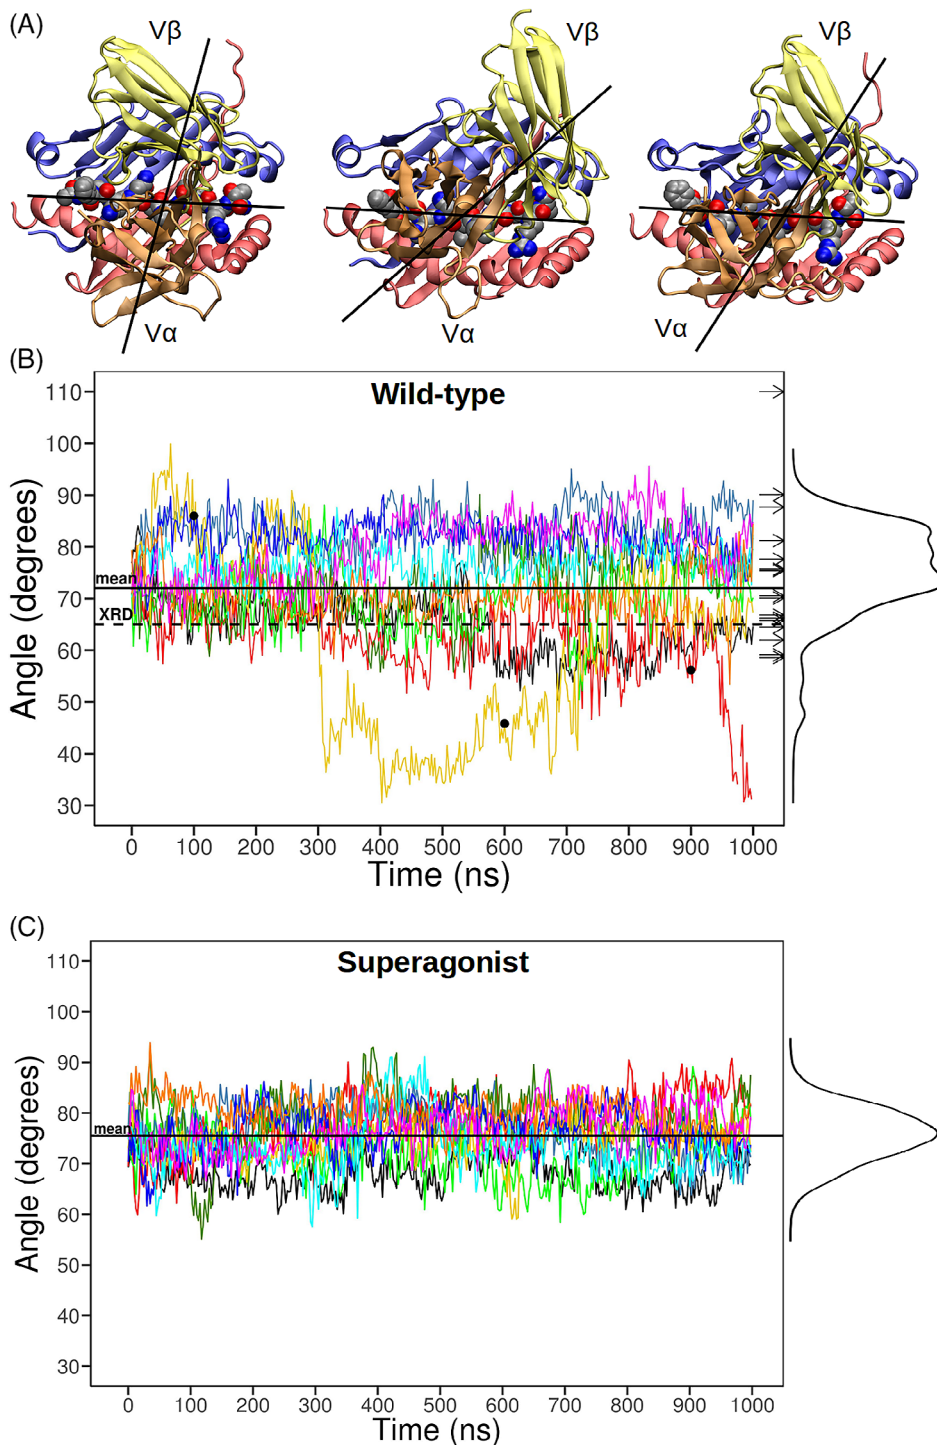 (A)
Vβ
Vβ
Vβ
Vα
Vα
Vα
(B)
Wild-type
110
100
90
80
70
60
50
40
30
mean
XRD
Angle (degrees)
0 100 200 300 400 500 600 700 800 900 1000
Time (ns)
(C)
Superagonist
110
100
90
80
70
60
50
40
30
mean
Angle (degrees)
0 100 200 300 400 500 600 700 800 900 1000
Time (ns)